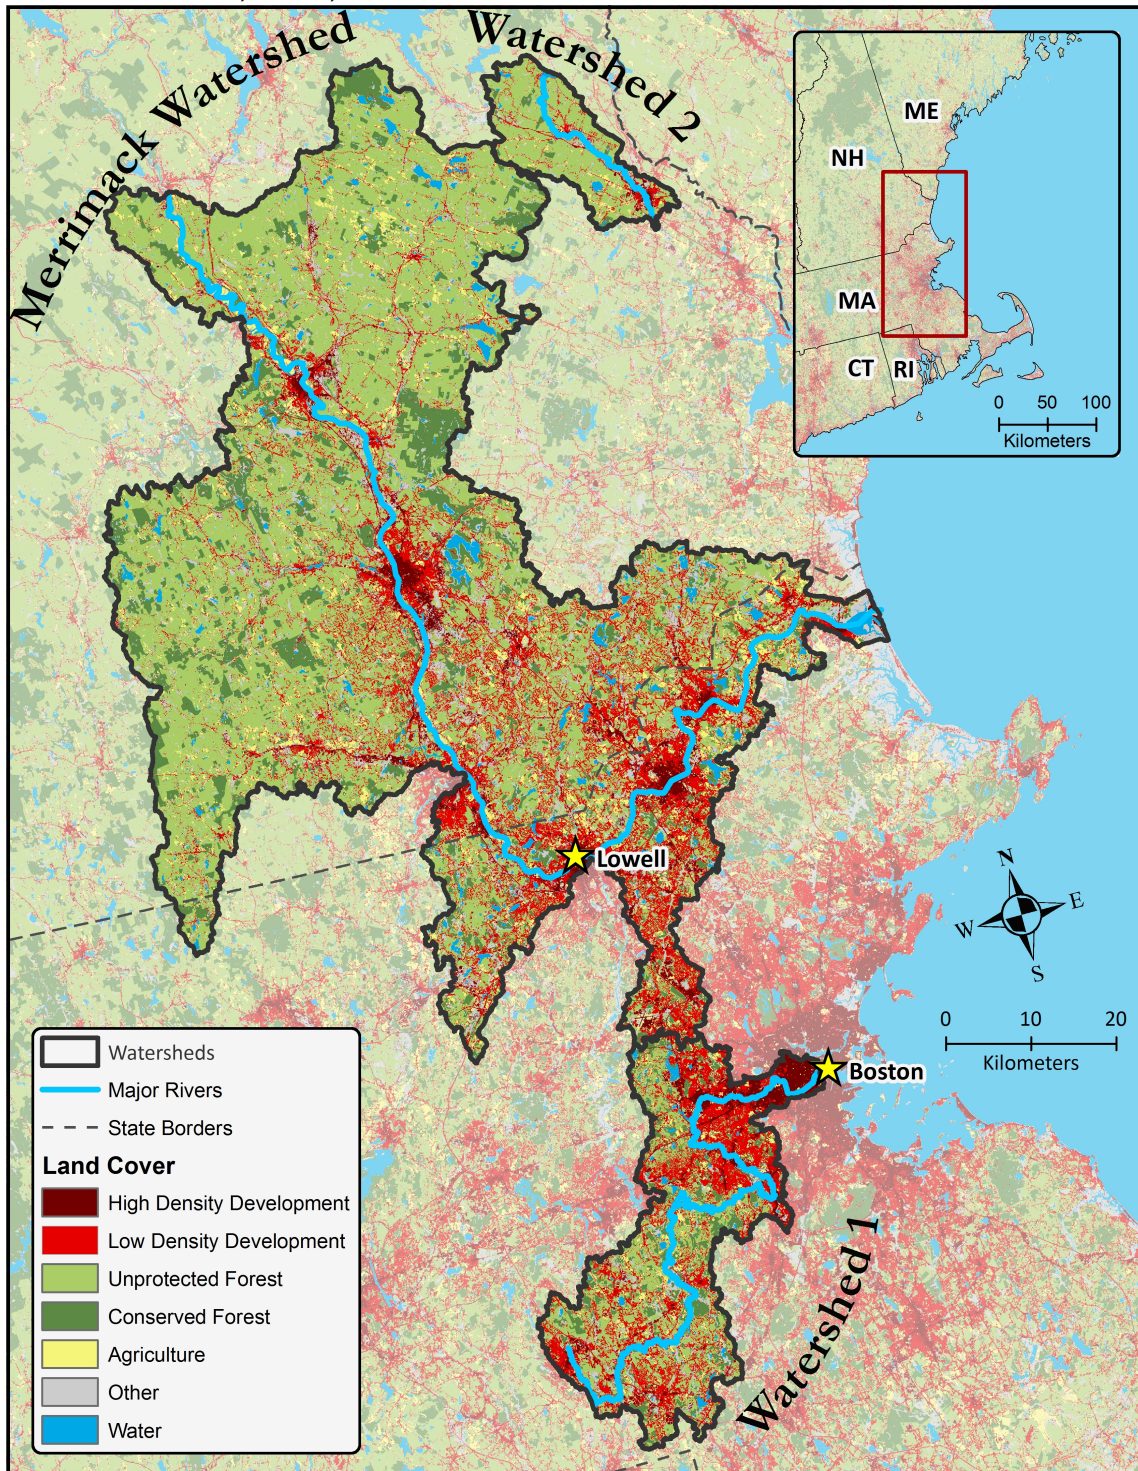 Merrimack Watershed
Watershed 2
ME
NH
MA
CT
RI
0 50 100
Kilometers
Lowell
N
W
E
S
0 10 20
Kilometers
Boston
Watershed 1
Watersheds
Major Rivers
State Borders
Land Cover
High Density Development
Low Density Development
Unprotected Forest
Conserved Forest
Agriculture
Other
Water